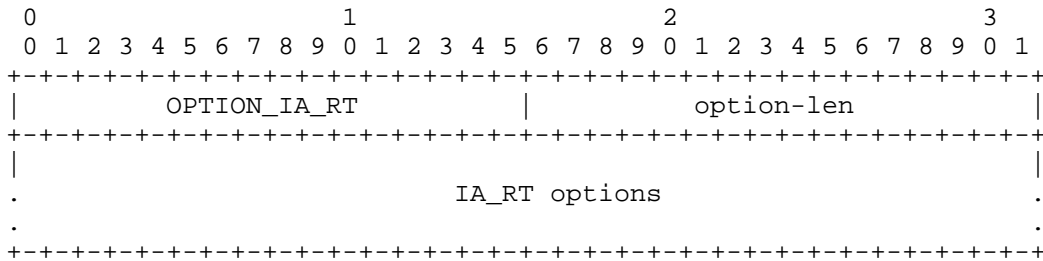 0                   1                   2                   3
 0 1 2 3 4 5 6 7 8 9 0 1 2 3 4 5 6 7 8 9 0 1 2 3 4 5 6 7 8 9 0 1
+-+-+-+-+-+-+-+-+-+-+-+-+-+-+-+-+-+-+-+-+-+-+-+-+-+-+-+-+-+-+-+-+
|         OPTION_IA_RT          |          option-len           |
+-+-+-+-+-+-+-+-+-+-+-+-+-+-+-+-+-+-+-+-+-+-+-+-+-+-+-+-+-+-+-+-+
|                                                               |
.                           IA_RT options                       .
.                                                               .
+-+-+-+-+-+-+-+-+-+-+-+-+-+-+-+-+-+-+-+-+-+-+-+-+-+-+-+-+-+-+-+-+